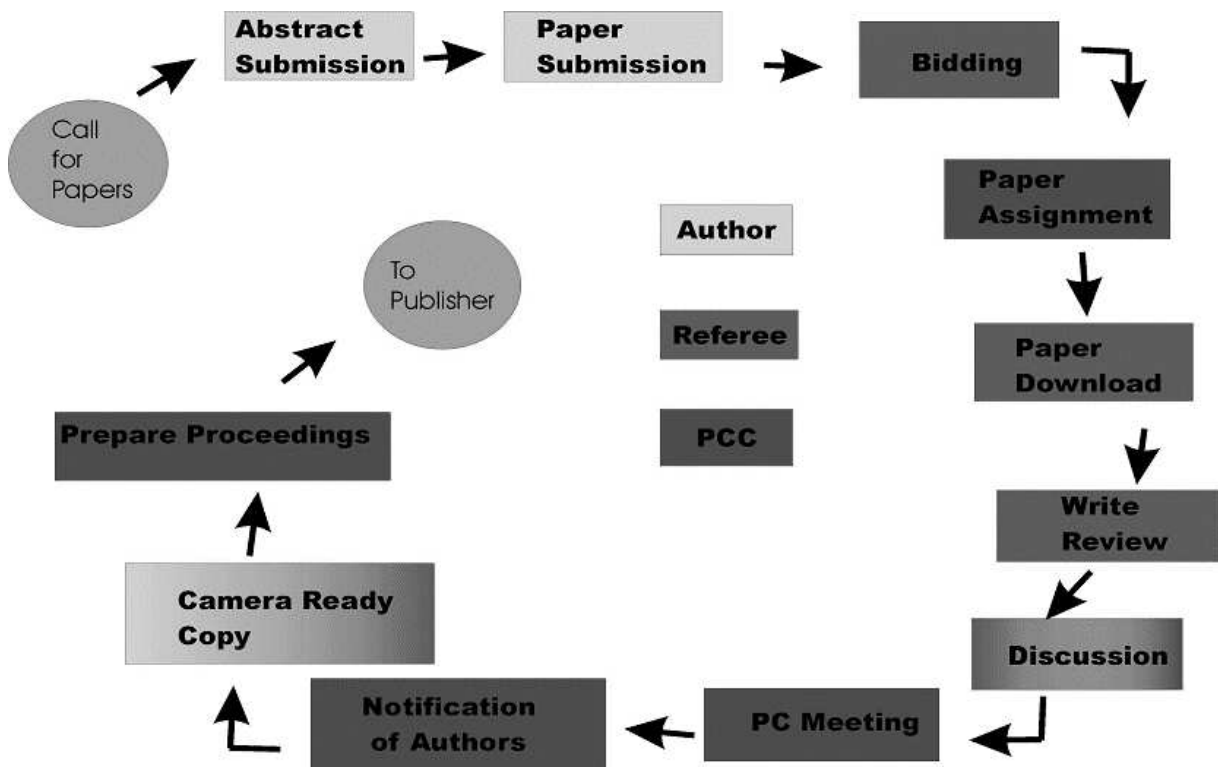 Call
for
Papers
Abstract
Submission
Paper
Submission
Bidding
Paper
Assignment
Paper
Download
Write
Review
Discussion
PC Meeting
Notification
of Authors
Camera Ready
Copy
Prepare Proceedings
To
Publisher
Author
Referee
PCC